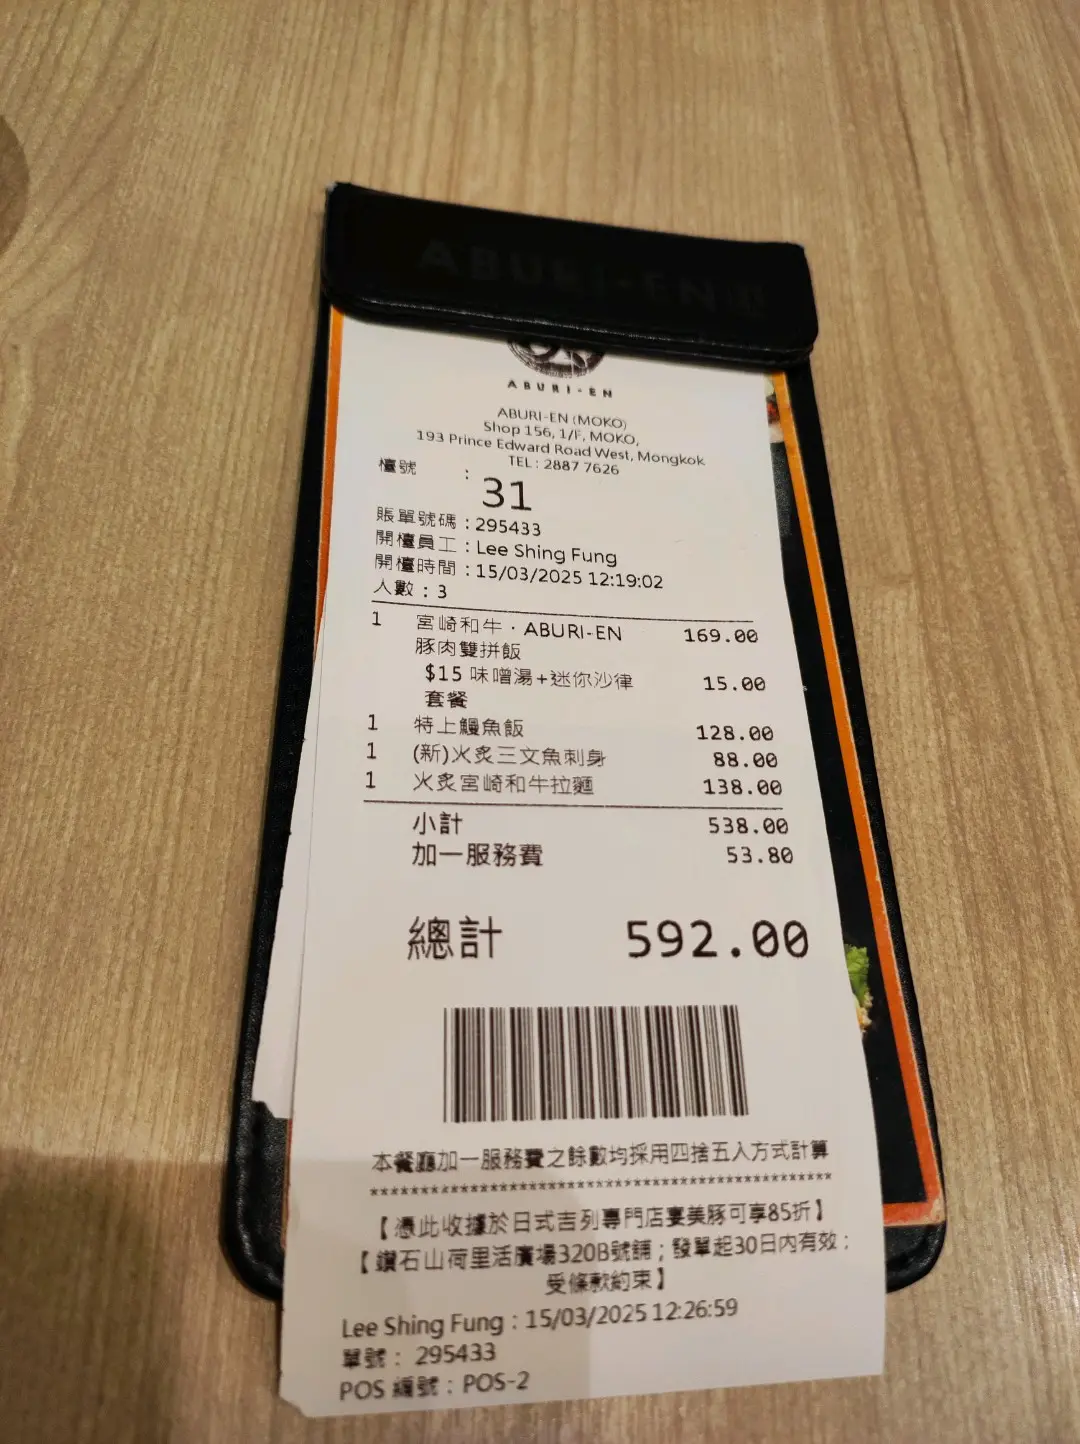 ABURI-EN
ABURI-EN
ABURI-EN (MOKO)
Shop 156, 1/F, MOKO,
193 Prince Edward Road West, Mongkok
TEL : 2887 7626
檯號 :
31
賬單號碼 : 295433
開檯員工 : Lee Shing Fung
開檯時間 : 15/03/2025 12:19:02
人數 : 3
1 宮崎和牛·ABURI-EN 169.00
豚肉雙拼飯
$15 味噌湯+迷你沙律 15.00
套餐
1 特上鰻魚飯 128.00
1 (新)火炙三文魚刺身 88.00
1 火炙宮崎和牛拉麵 138.00
小計 538.00
加一服務費 53.80
總計 592.00
本餐廳加一服務費之餘數均採用四捨五入方式計算
************************************************
【憑此收據於日式吉列專門店宴美豚可享85折】
【鑽石山荷里活廣場320B號舖；發單起30日內有效；
受條款約束】
Lee Shing Fung : 15/03/2025 12:26:59
單號 : 295433
POS 編號 : POS-2